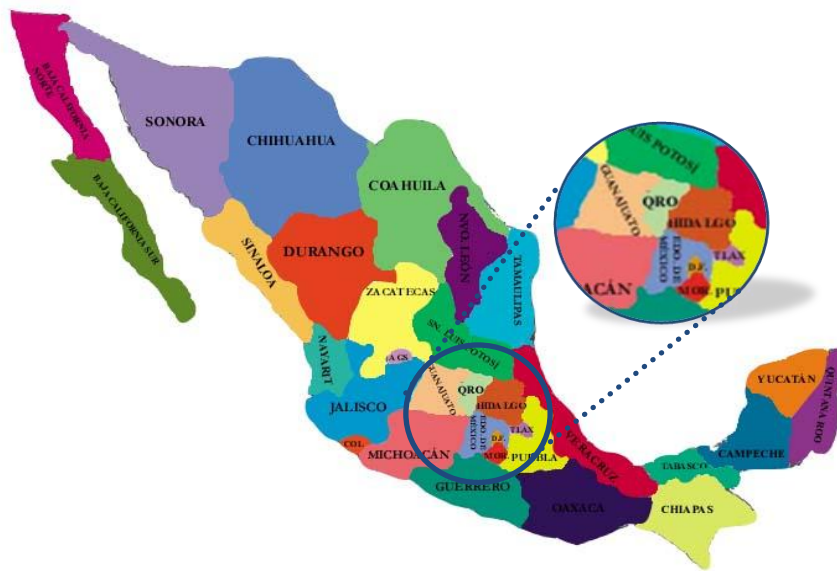 BAJA CALIFORNIA
NORTE
SONORA
CHIHUAHUA
COAHUILA
BAJA CALIFORNIA SUR
SINALOA
DURANGO
NVO. LEÓN
TAMAULIPAS
ZACATECAS
SN. LUIS POTOSÍ
NAYARIT
AGS
GUANAJUATO
QRO
HIDALGO
JALISCO
EDO. DE
MÉXICO
D.F.
TLAX
COL.
MICHOACÁN
MOR.
PUEBLA
VERACRUZ
GUERRERO
OAXACA
TABASCO
CHIAPAS
CAMPECHE
YUCATÁN
QUINTANA ROO
UIS POTOSÍ
GUANAJUATO
QRO
HIDALGO
EDO. DE
MÉXICO
D.F.
TLAX
ACÁN
MOR.
PU